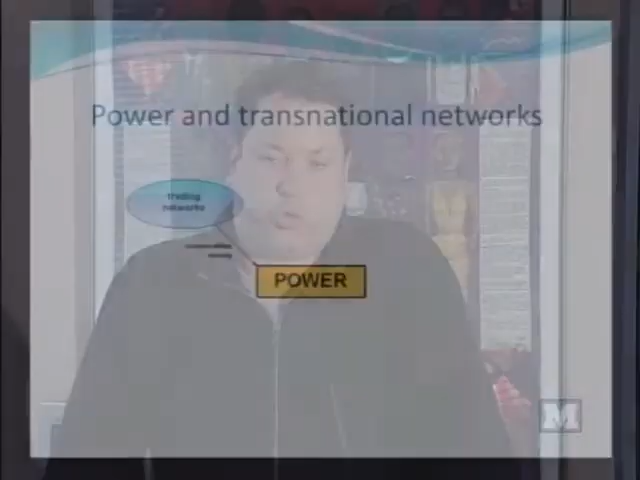 Power and transnational networks
trading
networks
POWER
M